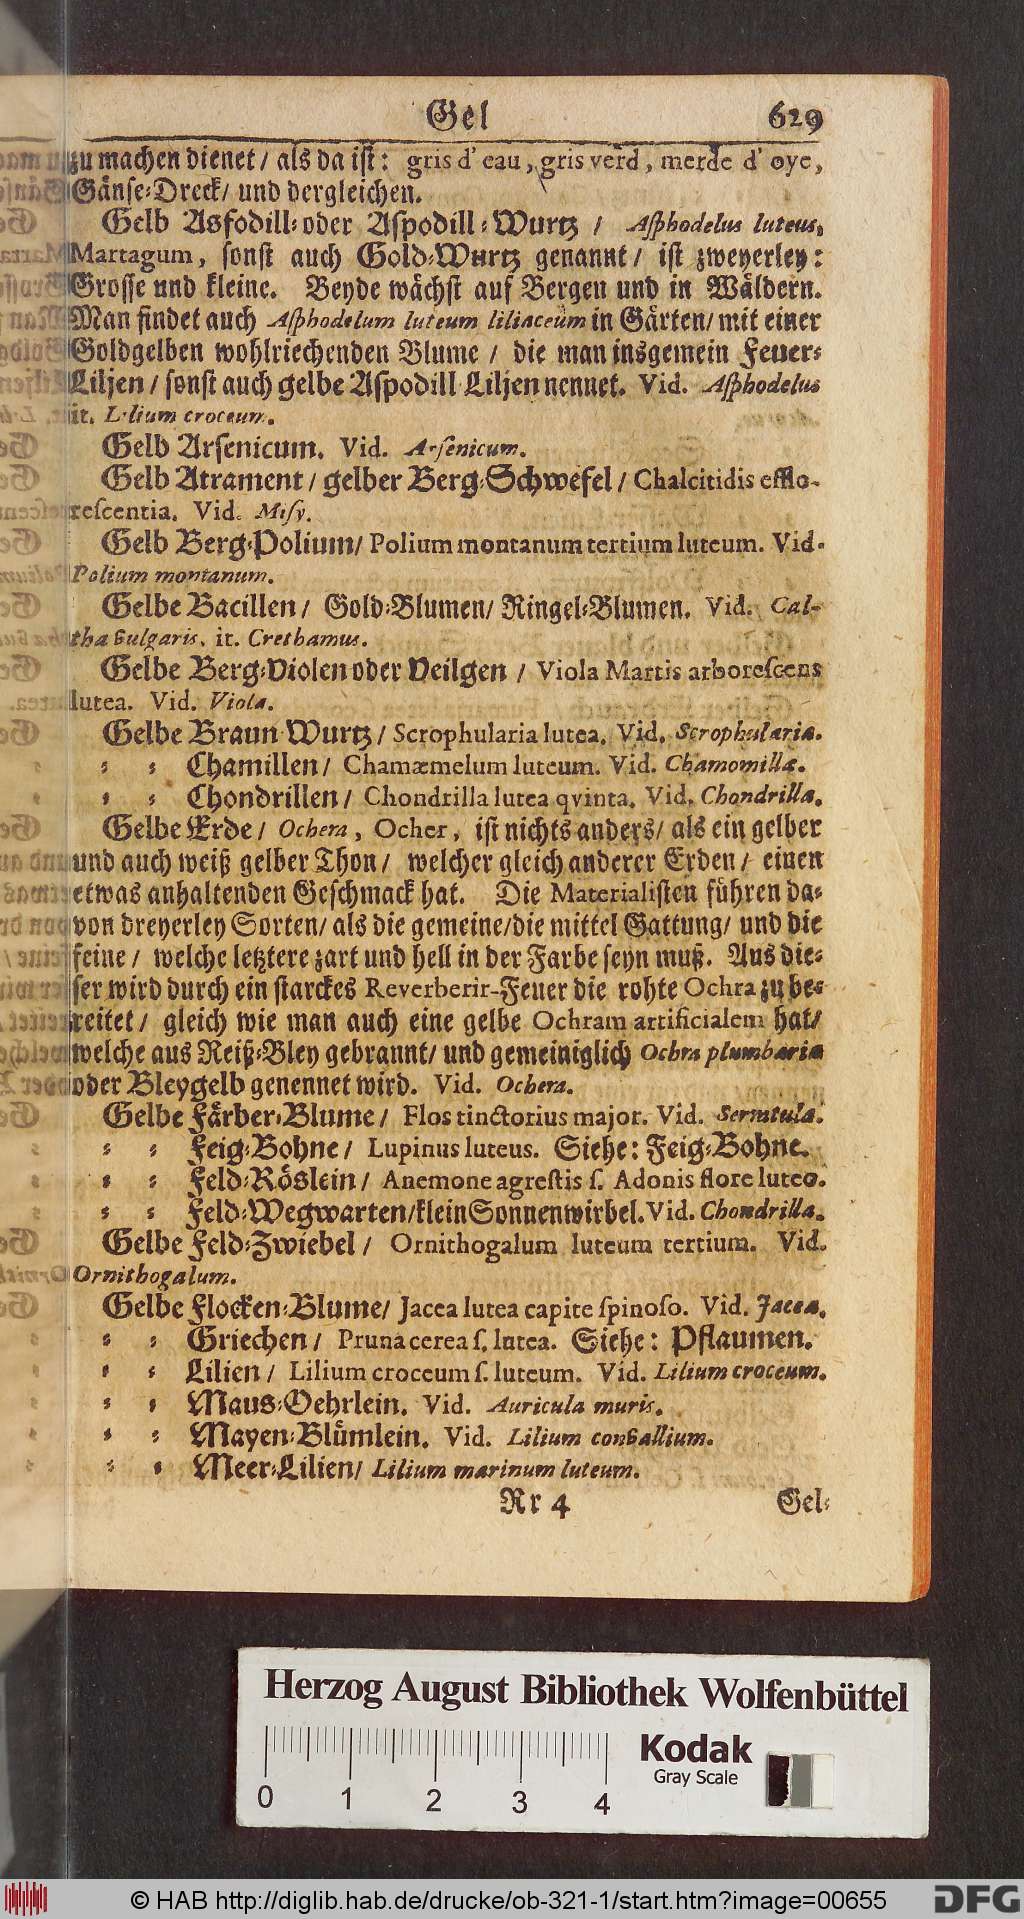 Gel 629
zu machen dienet / als da ist: gris d' eau, gris verd, merde d' oye,
Gänse-Dreck / und dergleichen.
Gelb Asfodill- oder Aspodill-Wurtz / Asphodelus luteus,
Martagum, sonst auch Gold-Wurtz genannt / ist zweyerley:
Grosse und kleine. Beyde wächst auf Bergen und in Wäldern.
Man findet auch Asphodelum luteum liliaceum in Gärten / mit einer
Goldgelben wohlriechenden Blume / die man insgemein Feuer-
Liljen / sonst auch gelbe Aspodill-Liljen nennet. Vid. Asphodelus
it. Lilium croceum.
Gelb Arsenicum. Vid. Arsenicum.
Gelb Atrament / gelber Berg-Schwefel / Chalcitidis efflo-
rescentia. Vid. Misy.
Gelb Berg-Polium / Polium montanum tertium luteum. Vid.
Polium montanum.
Gelbe Bacillen / Gold-Blumen / Ringel-Blumen. Vid. Cal-
tha vulgaris. it. Crethamus.
Gelbe Berg-Violen oder Veilgen / Viola Martis arborescens
lutea. Vid. Viola.
Gelbe Braun-Wurtz / Scrophularia lutea. Vid. Scrophularia.
- - Chamillen / Chamæmelum luteum. Vid. Chamomilla.
- - Chondrillen / Chondrilla lutea qvinta. Vid. Chondrilla.
Gelbe Erde / Ochera, Ocher, ist nichts anders / als ein gelber
und auch weiß gelber Thon / welcher gleich anderer Erden / einen
etwas anhaltenden Geschmack hat. Die Materialisten führen da-
von dreyerley Sorten / als die gemeine / die mittel Gattung / und die
feine / welche letztere zart und hell in der Farbe seyn muß. Aus die-
ser wird durch ein starckes Reverberir-Feuer die rohte Ochra zu be-
reitet / gleich wie man auch eine gelbe Ochram artificialem hat /
welche aus Reiß-Bley gebrannt / und gemeiniglich Ochra plumbaria
oder Bleygelb genennet wird. Vid. Ochera.
Gelbe Färber-Blume / Flos tinctorius major. Vid. Serratula.
- - Feig-Bohne / Lupinus luteus. Siehe: Feig-Bohne.
- - Feld-Röslein / Anemone agrestis s. Adonis flore luteo.
- - Feld-Wegwarten / klein Sonnenwirbel. Vid. Chondrilla.
Gelbe Feld-Zwiebel / Ornithogalum luteum tertium. Vid.
Ornithogalum.
Gelbe Flocken-Blume / Jacea lutea capite spinoso. Vid. Jacea.
- - Griechen / Pruna cerea s. lutea. Siehe: Pflaumen.
- - Lilien / Lilium croceum s. luteum. Vid. Lilium croceum.
- - Maus-Oehrlein. Vid. Auricula muris.
- - Mayen-Blümlein. Vid. Lilium convallium.
- - Meer-Lilien / Lilium marinum luteum.
Rr 4 Gel-
Herzog August Bibliothek Wolfenbüttel
0 1 2 3 4
Kodak
Gray Scale
© HAB http://diglib.hab.de/drucke/ob-321-1/start.htm?image=00655
DFG